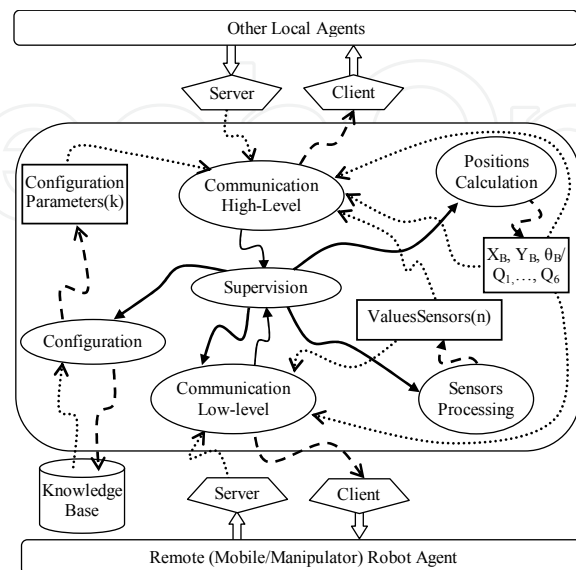 Other Local Agents
Server
Client
Configuration
Parameters(k)
Communication
High-Level
Positions
Calculation
X_B, Y_B, θ_B/
Q_1,…, Q_6
Supervision
ValuesSensors(n)
Configuration
Communication
Low-level
Sensors
Processing
Knowledge
Base
Server
Client
Remote (Mobile/Manipulator) Robot Agent